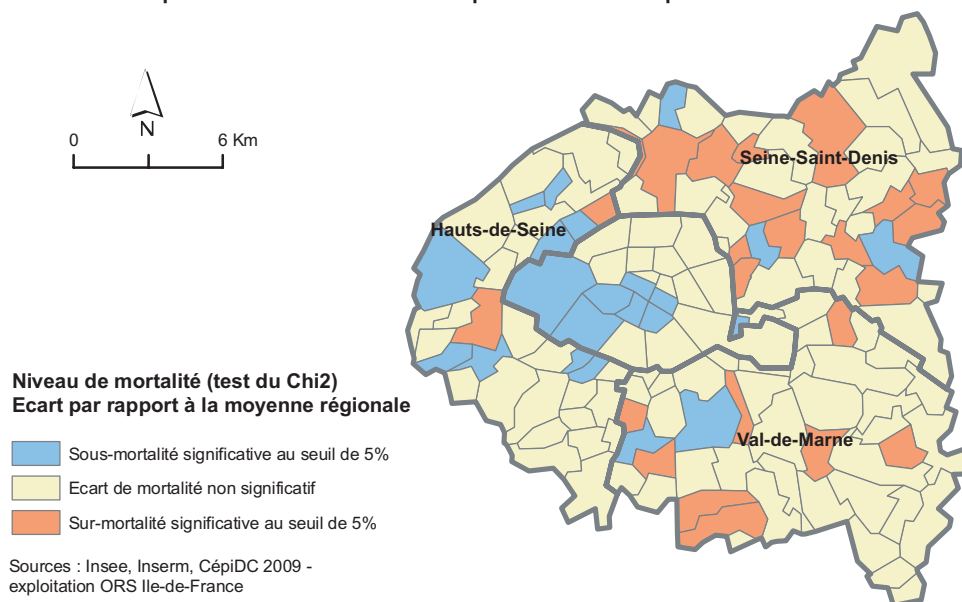 N
0
6 Km
Seine-Saint-Denis
Hauts-de-Seine
Val-de-Marne
Niveau de mortalité (test du Chi2)
Ecart par rapport à la moyenne régionale
Sous-mortalité significative au seuil de 5%
Ecart de mortalité non significatif
Sur-mortalité significative au seuil de 5%
Sources : Insee, Inserm, CépiDC 2009 -
exploitation ORS Ile-de-France